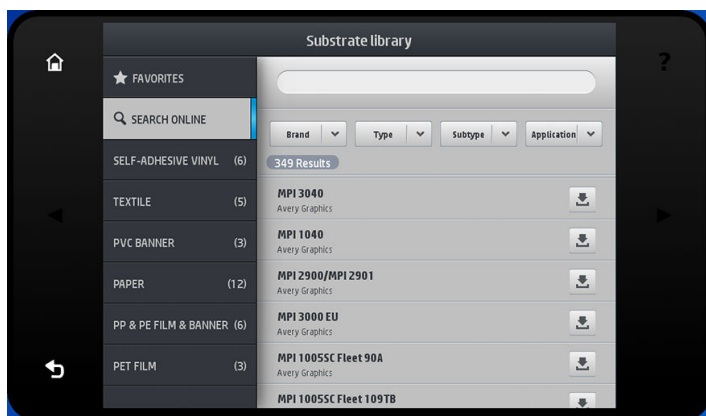 Substrate library
?
FAVORITES
SEARCH ONLINE
SELF-ADHESIVE VINYL (6)
TEXTILE (5)
PVC BANNER (3)
PAPER (12)
PP & PE FILM & BANNER (6)
PET FILM (3)
Brand
Type
Subtype
Application
349 Results
MPI 3040
Avery Graphics
MPI 1040
Avery Graphics
MPI 2900/MPI 2901
Avery Graphics
MPI 3000 EU
Avery Graphics
MPI 1005SC Fleet 90A
Avery Graphics
MPI 1005SC Fleet 109TB